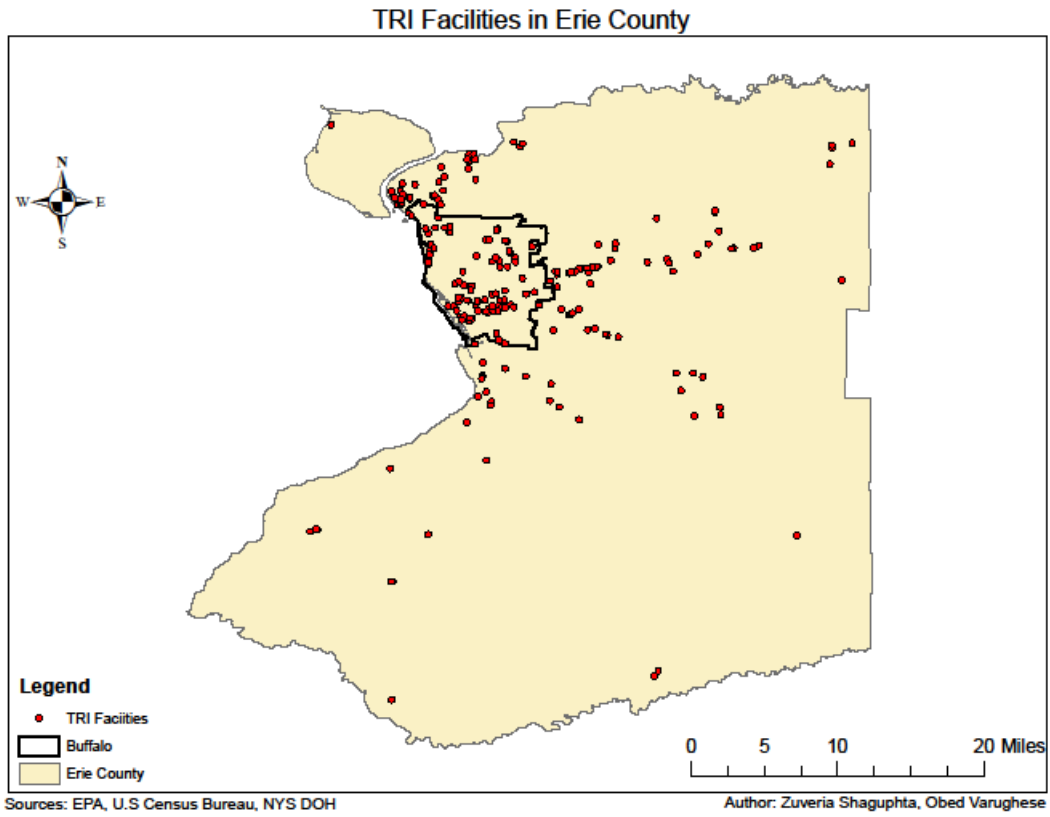 TRI Facilities in Erie County
N
W E
S
Legend
TRI Faciities
Buffalo
Erie County
0 5 10 20 Miles
Sources: EPA, U.S Census Bureau, NYS DOH
Author: Zuveria Shaguphta, Obed Varughese